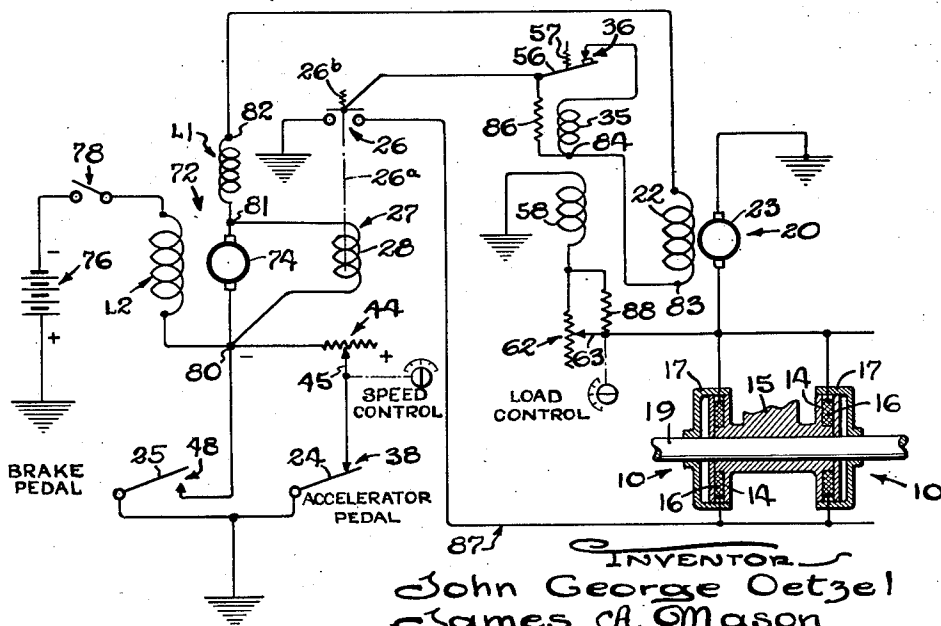 57
36
56
26b
82
L1
86
35
84
78
26
72
26a
81
27
58
22
23
20
76
74
28
L2
83
44
88
80
62
63
45
SPEED
CONTROL
LOAD
CONTROL
17
15
14
17
19
16
BRAKE
PEDAL
25
48
24
38
ACCELERATOR
PEDAL
10
16
14
10
87
INVENTOR
John George Oetzel
James A. Mason